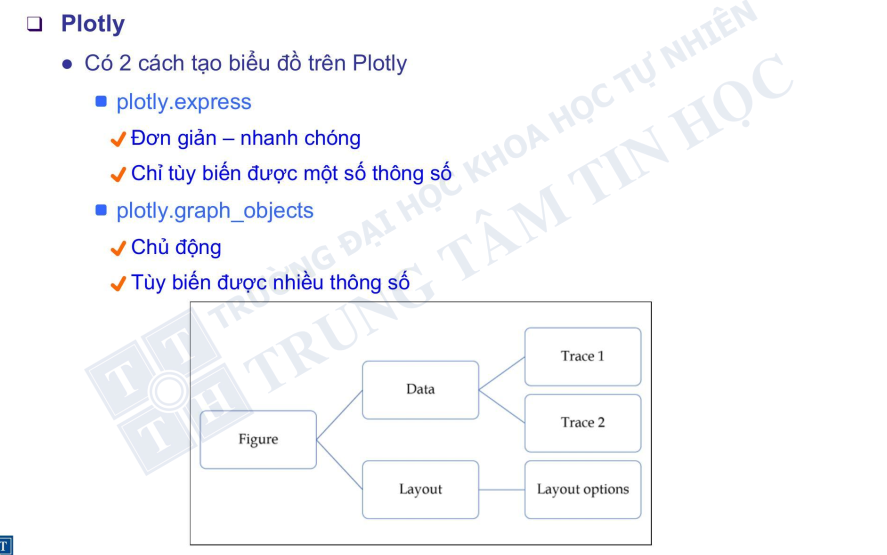 Plotly
Có 2 cách tạo biểu đồ trên Plotly
plotly.express
Đơn giản – nhanh chóng
Chỉ tùy biến được một số thông số
plotly.graph_objects
Chủ động
Tùy biến được nhiều thông số
TRƯỜNG ĐẠI HỌC KHOA HỌC TỰ NHIÊN
TRUNG TÂM TIN HỌC
T T
T H
Trace 1
Data
Trace 2
Figure
Layout
Layout options
T